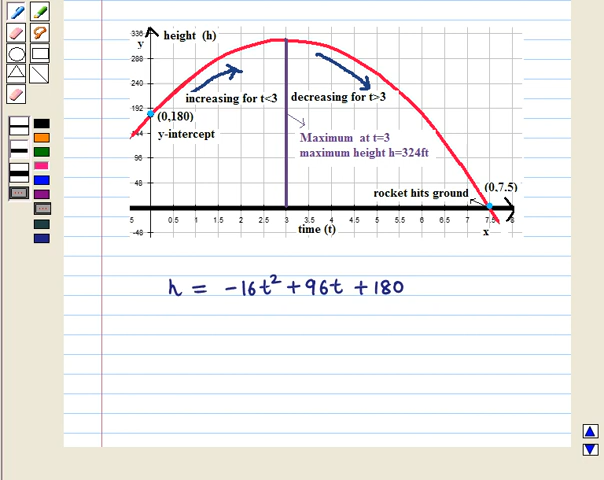 336 height (h)
y
288
240
increasing for t<3 decreasing for t>3
192
(0,180)
44 y-intercept
Maximum at t=3
96 maximum height h=324ft
48 rocket hits ground (0,7.5)
5 0 0.5 1 1.5 2 2.5 3 3.5 4 4.5 5 5.5 6 6.5 7 7.5 8
-48 time (t) x
h = -16t² + 96t + 180